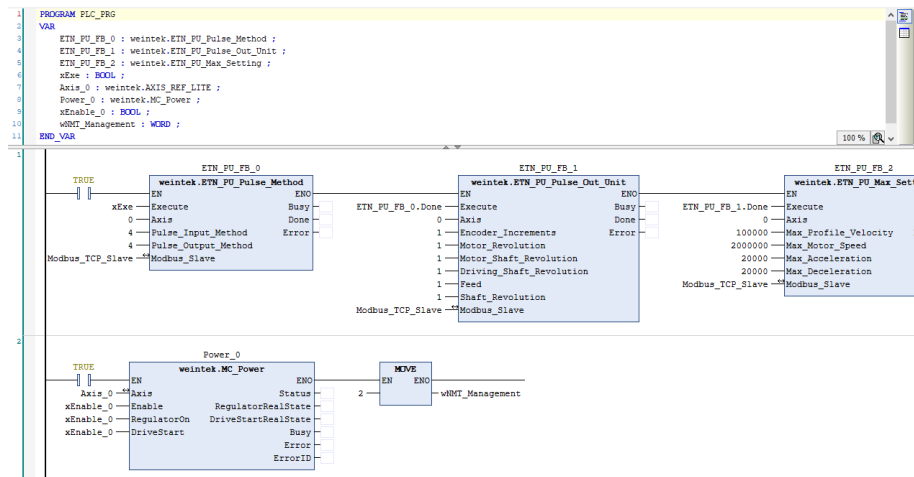 1 PROGRAM PLC_PRG
2 VAR
3 ETN_PU_FB_0 : weintek.ETN_PU_Pulse_Method ;
4 ETN_PU_FB_1 : weintek.ETN_PU_Pulse_Out_Unit ;
5 ETN_PU_FB_2 : weintek.ETN_PU_Max_Setting ;
6 xExe : BOOL ;
7 Axis_0 : weintek.AXIS_REF_LITE ;
8 Power_0 : weintek.MC_Power ;
9 xEnable_0 : BOOL ;
10 wNMT_Management : WORD ;
11 END_VAR
100 %
1
ETN_PU_FB_0 ETN_PU_FB_1 ETN_PU_FB_2
TRUE weintek.ETN_PU_Pulse_Method weintek.ETN_PU_Pulse_Out_Unit weintek.ETN_PU_Max_Sett
EN ENO EN ENO EN
xExe Execute Busy ETN_PU_FB_0.Done Execute Busy ETN_PU_FB_1.Done Execute
0 Axis Done 0 Axis Done 0 Axis
4 Pulse_Input_Method Error 1 Encoder_Increments Error 100000 Max_Profile_Velocity
4 Pulse_Output_Method 1 Motor_Revolution 2000000 Max_Motor_Speed
Modbus_TCP_Slave Modbus_Slave 1 Motor_Shaft_Revolution 20000 Max_Acceleration
1 Driving_Shaft_Revolution 20000 Max_Deceleration
1 Feed Modbus_TCP_Slave Modbus_Slave
1 Shaft_Revolution
Modbus_TCP_Slave Modbus_Slave
2
Power_0
TRUE weintek.MC_Power MOVE
EN ENO EN ENO
Axis_0 Axis Status 2 wNMT_Management
xEnable_0 Enable RegulatorRealState
xEnable_0 RegulatorOn DriveStartRealState
xEnable_0 DriveStart Busy
Error
ErrorID